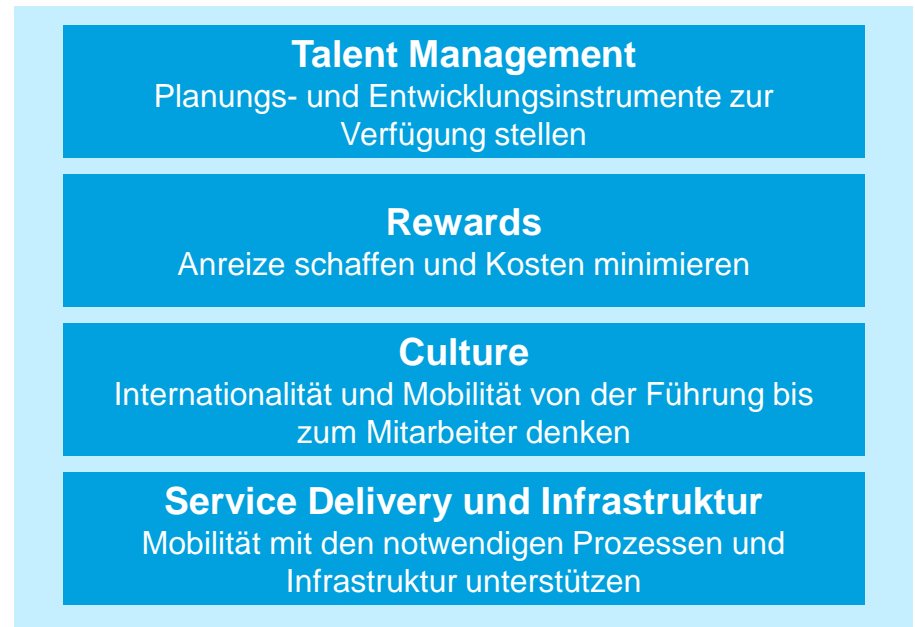 Talent Management
Planungs- und Entwicklungsinstrumente zur
Verfügung stellen
Rewards
Anreize schaffen und Kosten minimieren
Culture
Internationalität und Mobilität von der Führung bis
zum Mitarbeiter denken
Service Delivery und Infrastruktur
Mobilität mit den notwendigen Prozessen und
Infrastruktur unterstützen